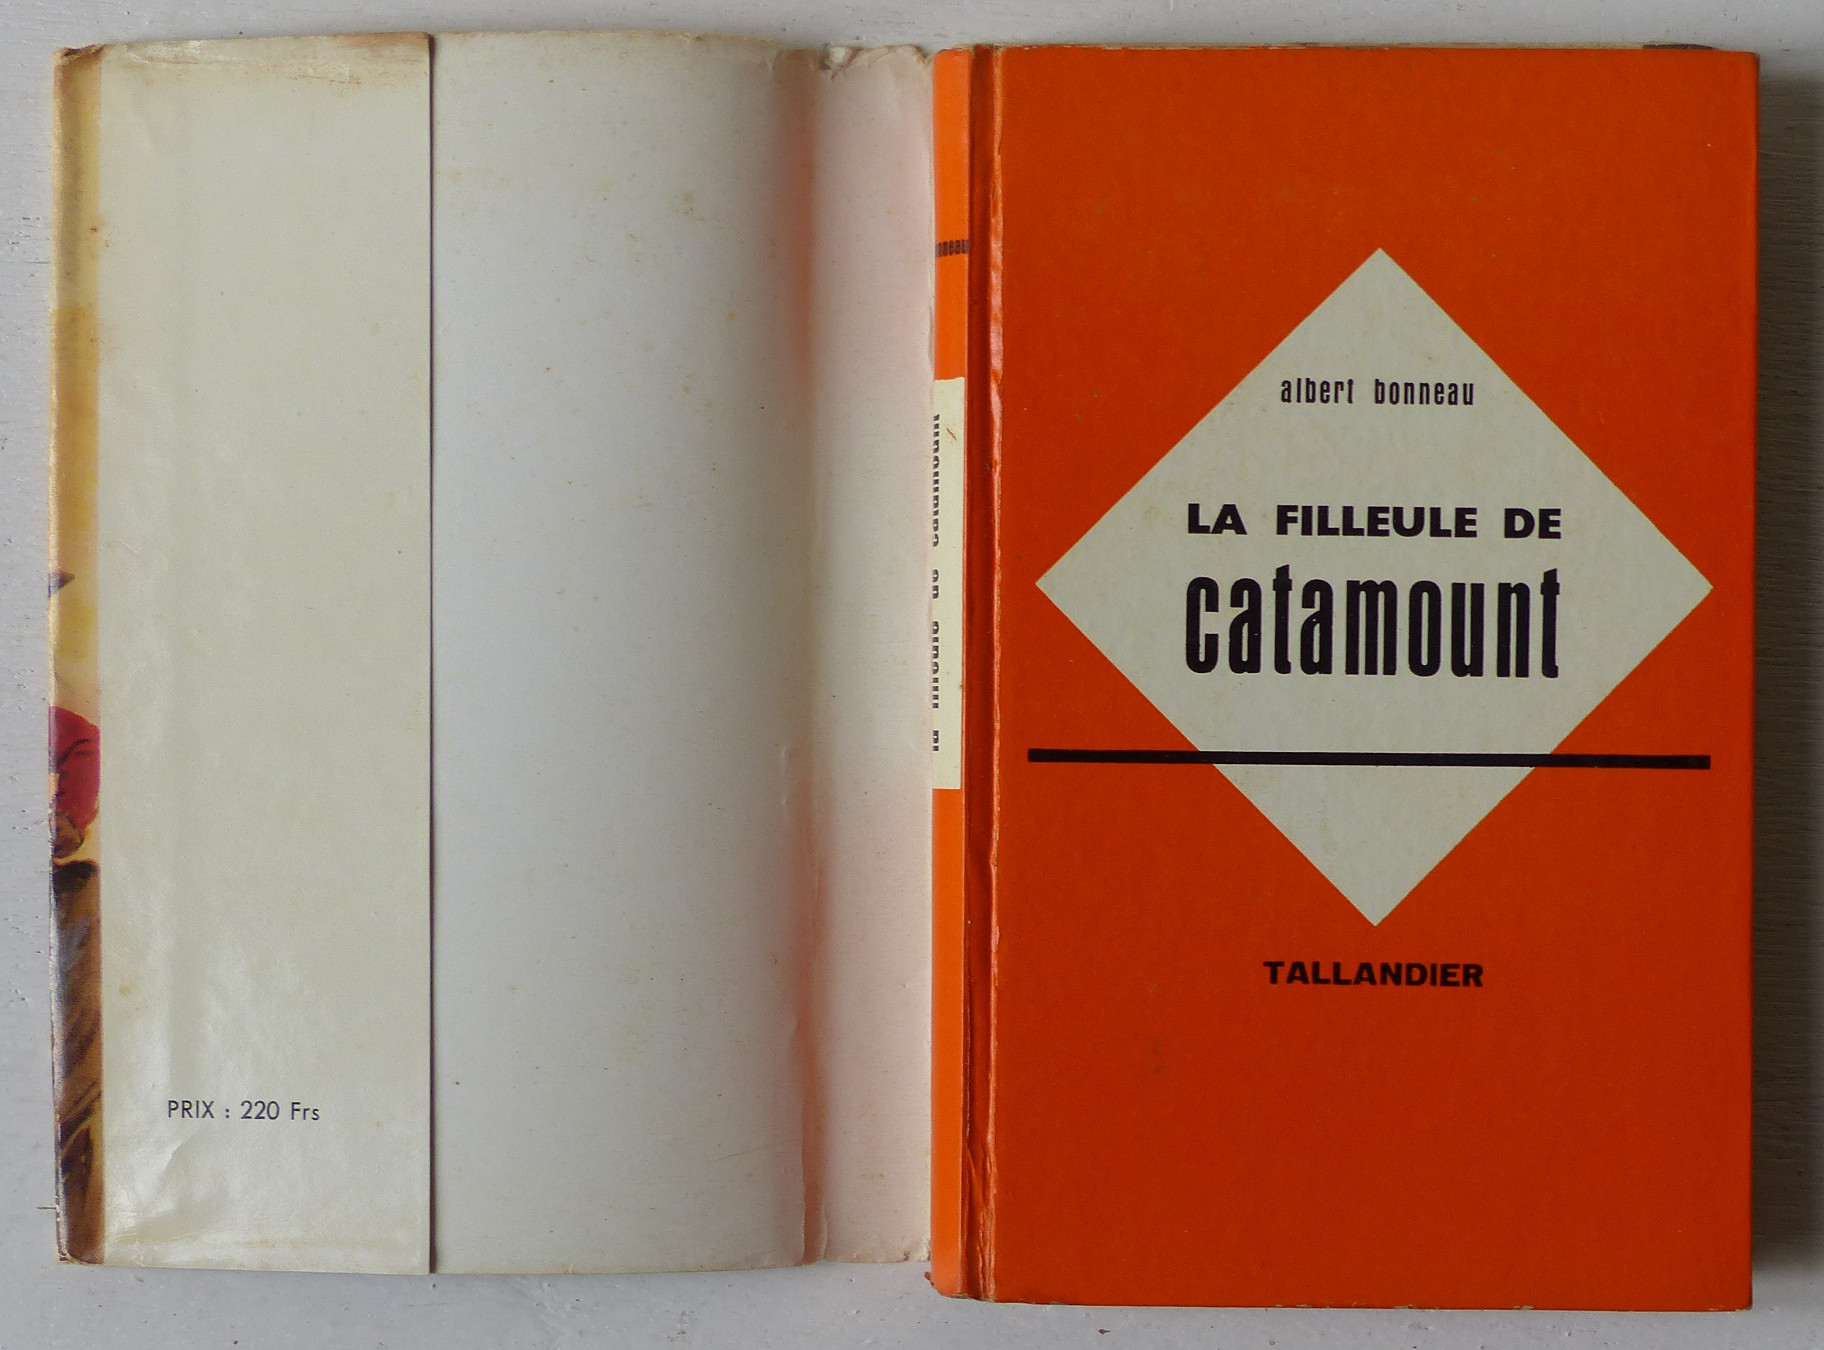 PRIX : 220 Frs
albert bonneau
LA FILLEULE DE
catamount
TALLANDIER